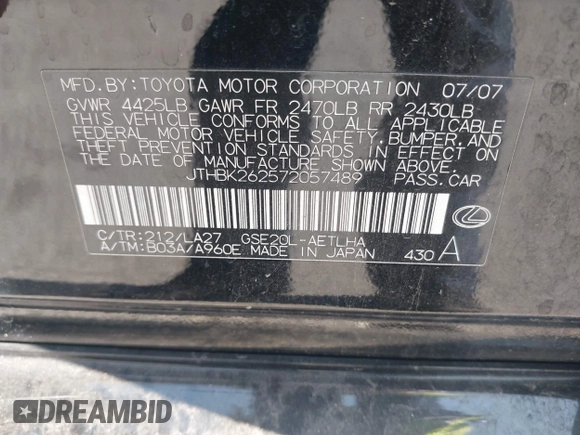 MFD. BY: TOYOTA MOTOR CORPORATION 07/07
GVWR 4425LB GAWR FR 2470LB RR 2430LB
THIS VEHICLE CONFORMS TO ALL APPLICABLE
FEDERAL MOTOR VEHICLE SAFETY, BUMPER, AND
THEFT PREVENTION STANDARDS IN EFFECT ON
THE DATE OF MANUFACTURE SHOWN ABOVE.
JTHBK262572057489 PASS. CAR
C/TR: 212/LA27 GSE20L-AETLHA
A/TM: B03A/A960E MADE IN JAPAN 430 A
DREAMBID